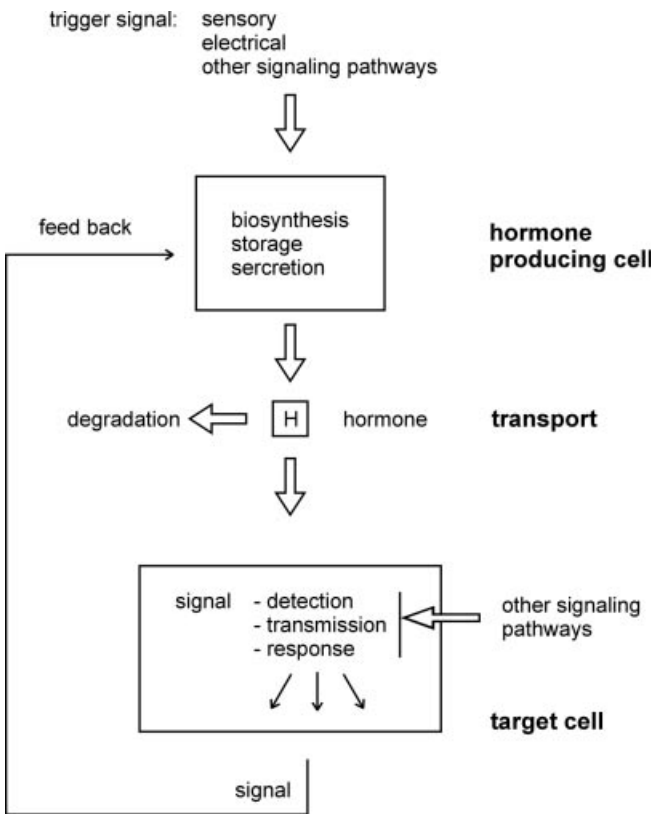 trigger signal: sensory
electrical
other signaling pathways
feed back
biosynthesis
storage
sercretion
hormone
producing cell
degradation
H
hormone
transport
signal - detection
- transmission
- response
other signaling
pathways
target cell
signal